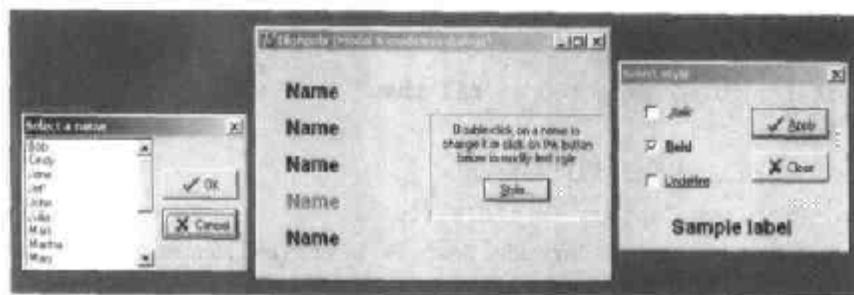 Select a name
Bob
Cindy
Jane
Jeff
John
Julia
Mark
Martha
Mary
OK
Cancel
Name
Name
Name
Name
Name
Double-click on a name to
change it or click on the button
below to modify text style
Style...
Select style
Italic
Bold
Underline
Apply
Close
Sample label